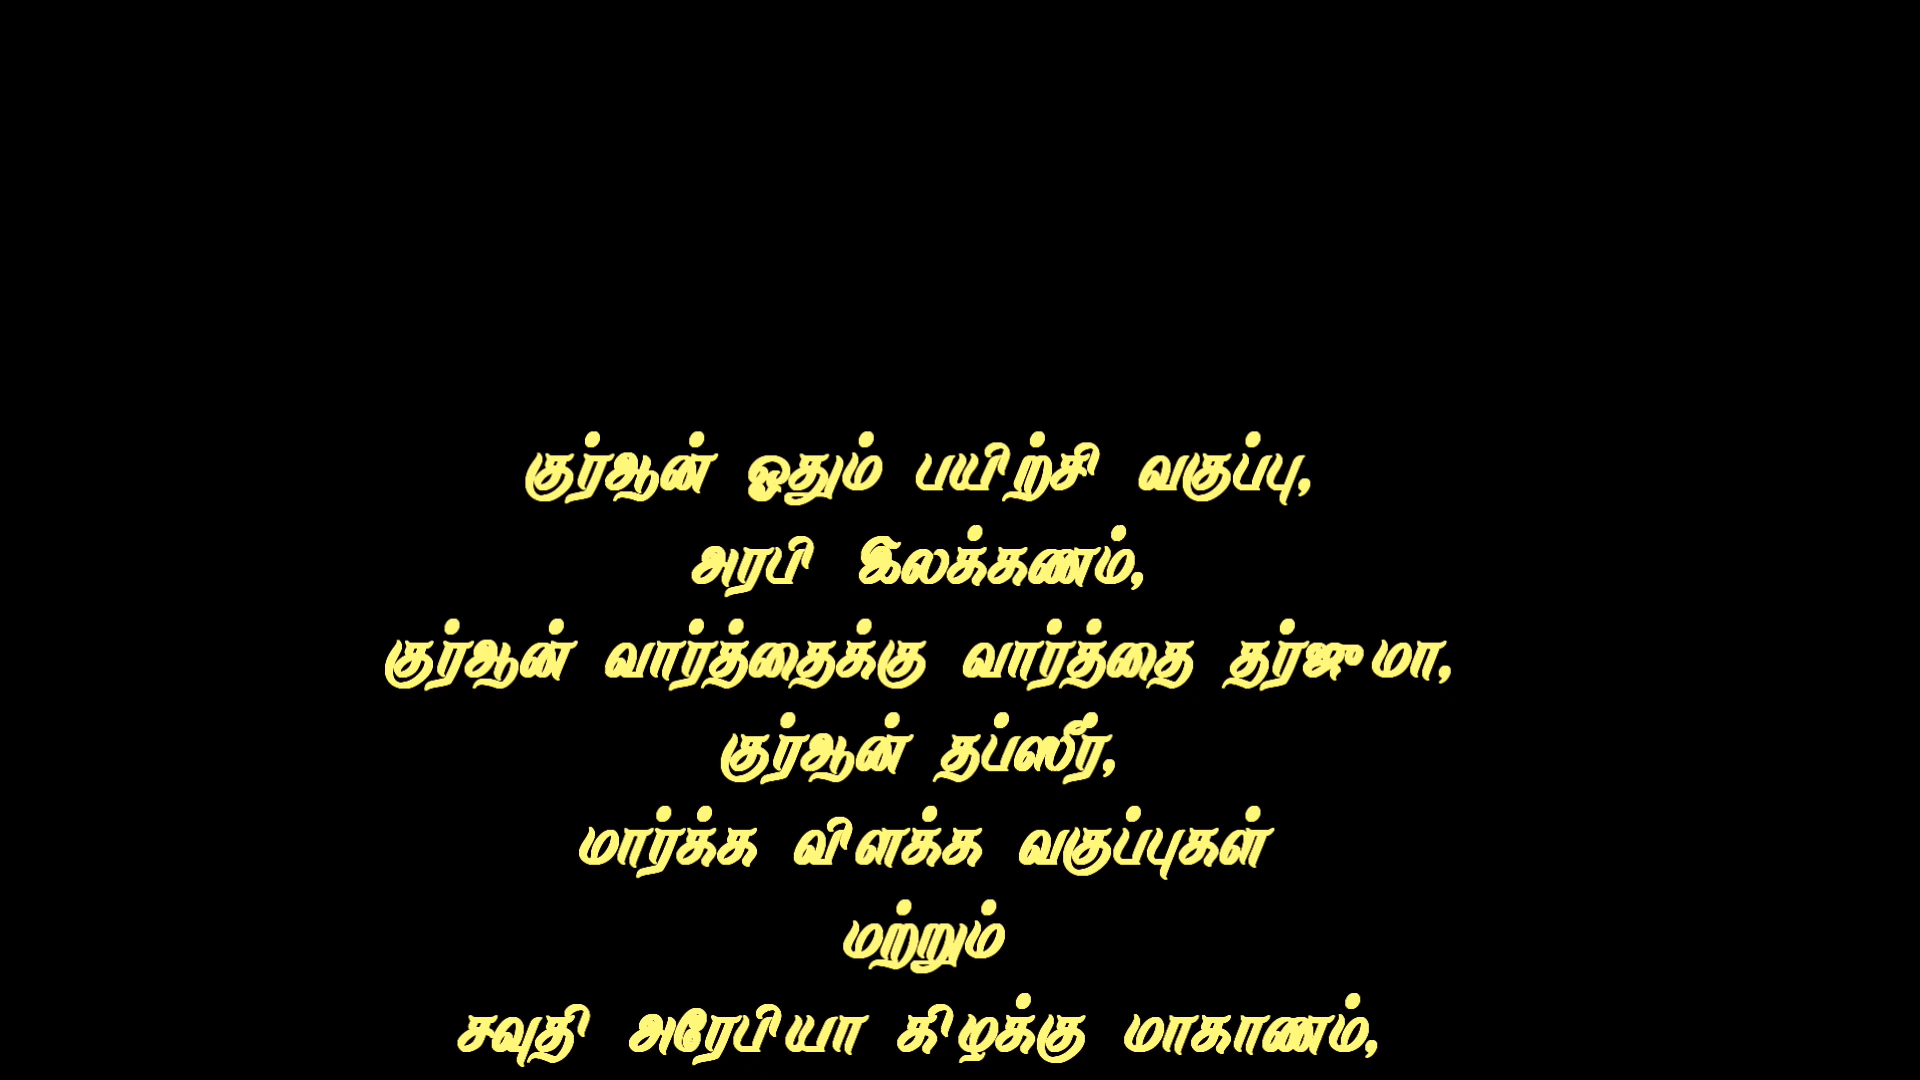 குர்ஆன் ஓதும் பயிற்சி வகுப்பு,
அரபி இலக்கணம்,
குர்ஆன் வார்த்தைக்கு வார்த்தை தர்ஜுமா,
குர்ஆன் தப்ஸீர்,
மார்க்க விளக்க வகுப்புகள்
மற்றும்
சவுதி அரேபியா கிழக்கு மாகாணம்,